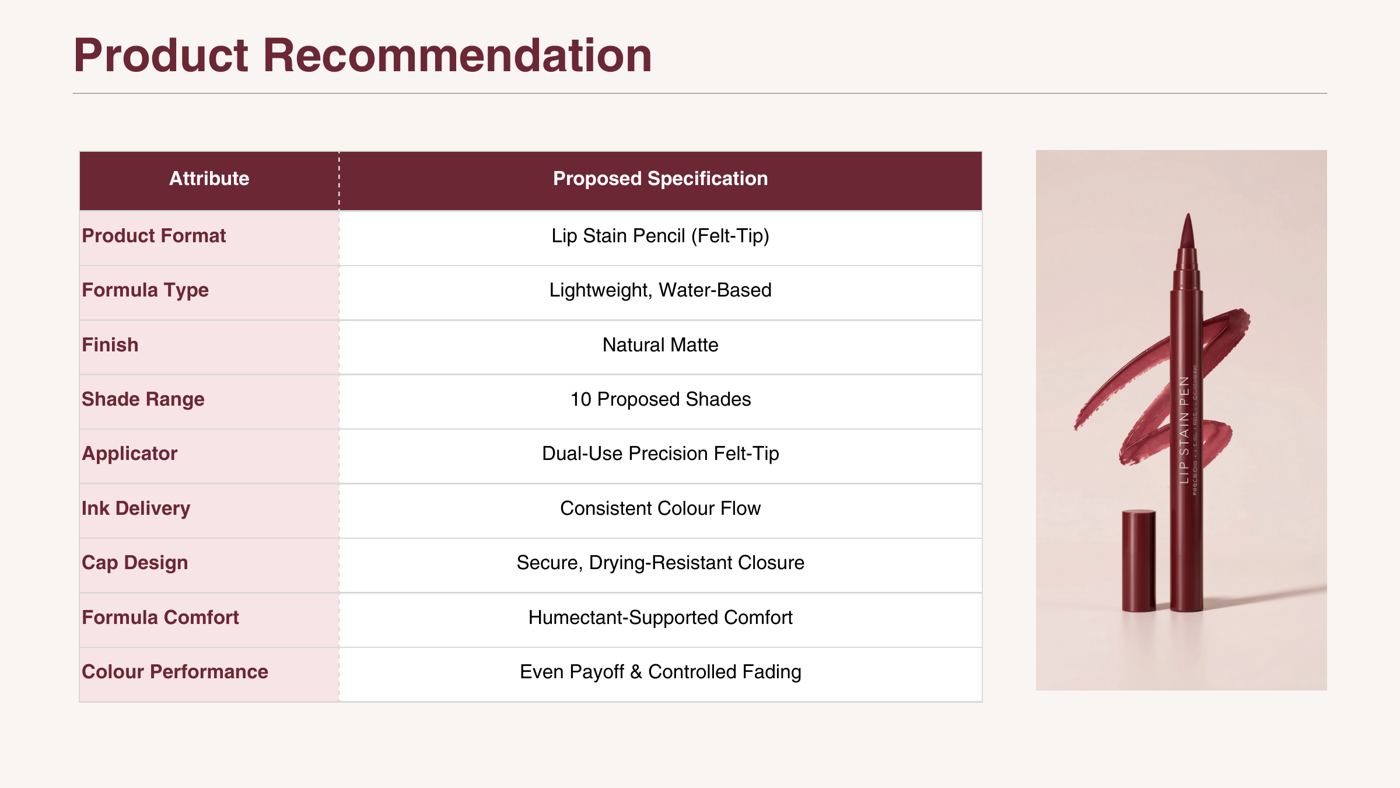 Product Recommendation
Attribute Proposed Specification
Product Format Lip Stain Pencil (Felt-Tip)
Formula Type Lightweight, Water-Based
Finish Natural Matte
Shade Range 10 Proposed Shades
Applicator Dual-Use Precision Felt-Tip
Ink Delivery Consistent Colour Flow
Cap Design Secure, Drying-Resistant Closure
Formula Comfort Humectant-Supported Comfort
Colour Performance Even Payoff & Controlled Fading
LIP STAIN PEN